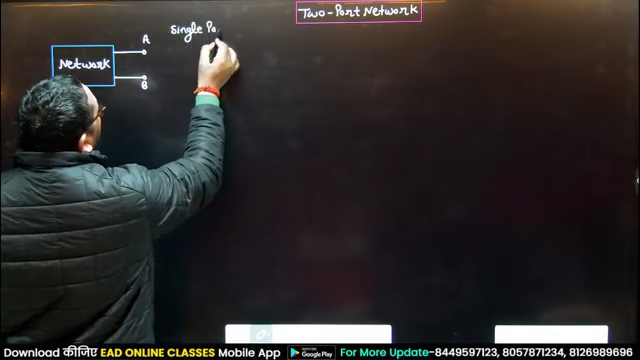 Two-Port Network
Single Po
A
Network
B
Download कीजिए EAD ONLINE CLASSES Mobile App GET IT ON Google Play For More Update-8449597123, 8057871234, 8126989696